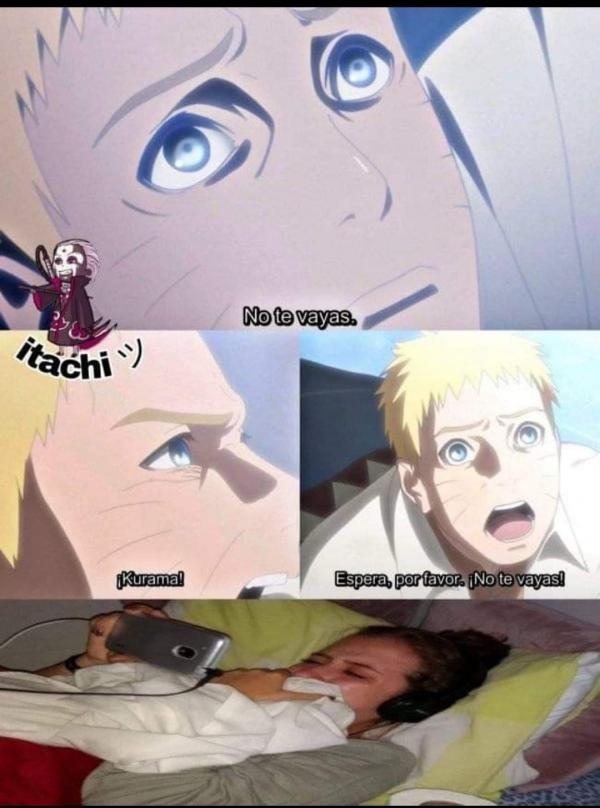 No te vayas.
itachi ツ
¡Kurama!
Espera, por favor. ¡No te vayas!